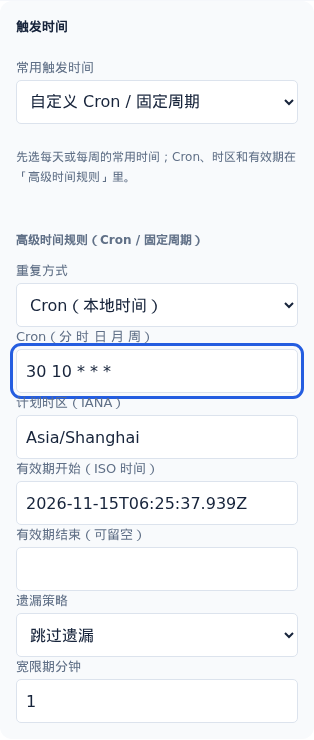 触发时间
常用触发时间
自定义 Cron / 固定周期
先选每天或每周的常用时间；Cron、时区和有效期在
「高级时间规则」里。
高级时间规则（Cron / 固定周期）
重复方式
Cron（本地时间）
Cron（分 时 日 月 周）
30 10 * * *
计划时区（IANA）
Asia/Shanghai
有效期开始（ISO 时间）
2026-11-15T06:25:37.939Z
有效期结束（可留空）
遗漏策略
跳过遗漏
宽限期分钟
1